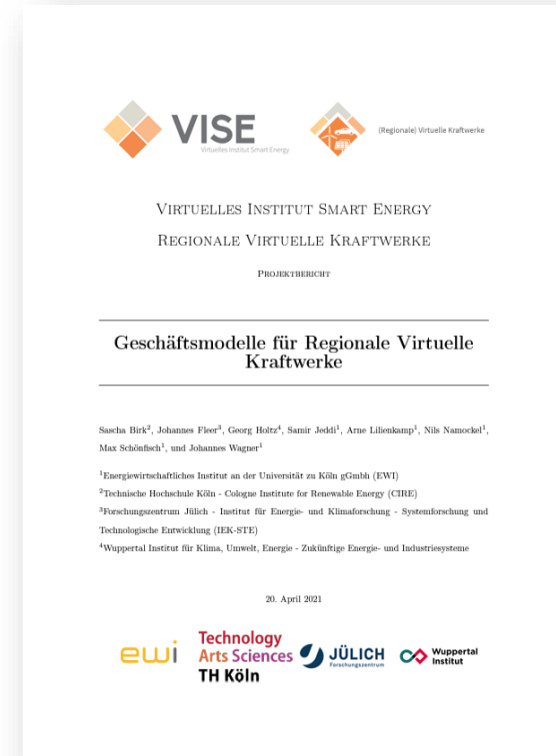 VISE
Virtuelles Institut Smart Energy
(Regionale) Virtuelle Kraftwerke
Virtuelles Institut Smart Energy
Regionale Virtuelle Kraftwerke
Projektbericht
Geschäftsmodelle für Regionale Virtuelle
Kraftwerke
Sascha Birk², Johannes Fleer³, Georg Holtz⁴, Samir Jeddi¹, Arne Lilienkamp¹, Nils Namockel¹,
Max Schönfisch¹, und Johannes Wagner¹
¹Energiewirtschaftliches Institut an der Universität zu Köln gGmbH (EWI)
²Technische Hochschule Köln - Cologne Institute for Renewable Energy (CIRE)
³Forschungszentrum Jülich - Institut für Energie- und Klimaforschung - Systemforschung und
Technologische Entwicklung (IEK-STE)
⁴Wuppertal Institut für Klima, Umwelt, Energie - Zukünftige Energie- und Industriesysteme
20. April 2021
ewi
Technology
Arts Sciences
TH Köln
JÜLICH
Forschungszentrum
Wuppertal
Institut